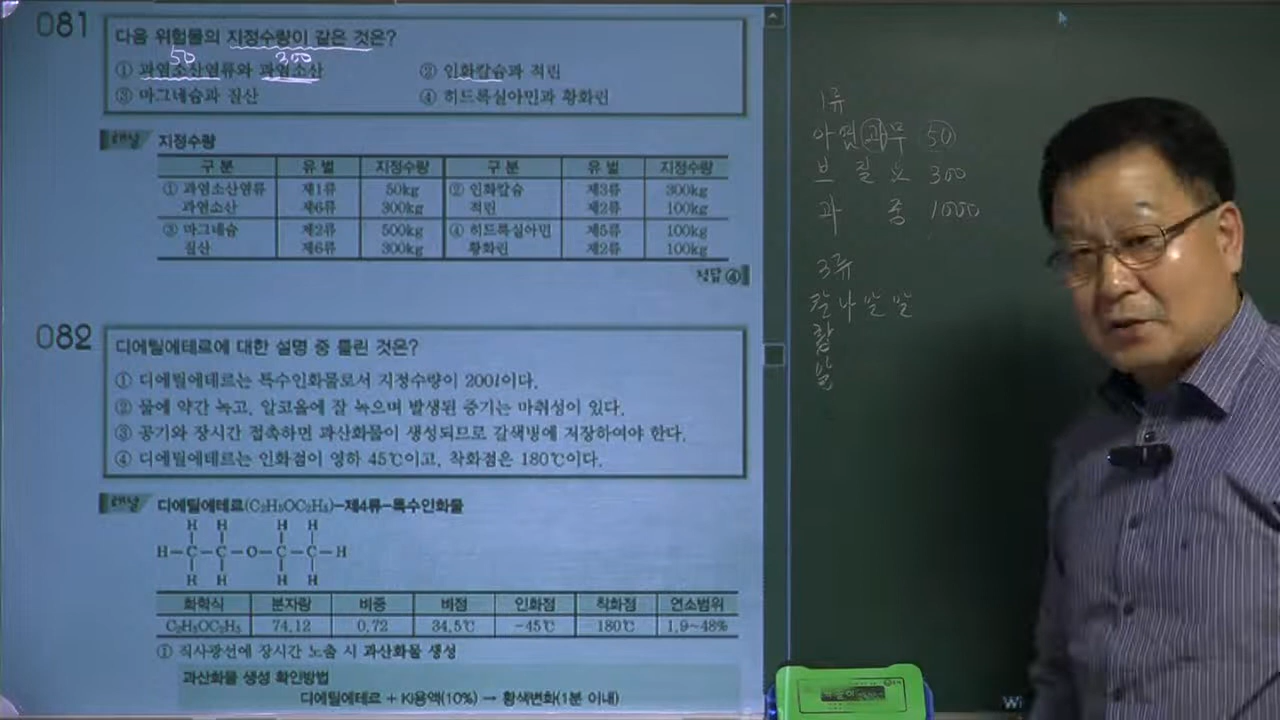 081
다음 위험물의 지정수량이 같은 것은?
50 300
① 과염소산염류와 과염소산 ② 인화칼슘과 적린
③ 마그네슘과 질산 ④ 히드록실아민과 황화린
해설 지정수량
구 분 유 별 지정수량 구 분 유 별 지정수량
① 과염소산염류 제1류 50kg ② 인화칼슘 제3류 300kg
과염소산 제6류 300kg 적린 제2류 100kg
③ 마그네슘 제2류 500kg ④ 히드록실아민 제5류 100kg
질산 제6류 300kg 황화린 제2류 100kg
정답 ④
082
디에틸에테르에 대한 설명 중 틀린 것은?
① 디에틸에테르는 특수인화물로서 지정수량이 200l이다.
② 물에 약간 녹고, 알코올에 잘 녹으며 발생된 증기는 마취성이 있다.
③ 공기와 장시간 접촉하면 과산화물이 생성되므로 갈색병에 저장하여야 한다.
④ 디에틸에테르는 인화점이 영하 45℃이고, 착화점은 180℃이다.
해설 디에틸에테르(C₂H₅OC₂H₅)-제4류-특수인화물
H H H H
H-C-C-O-C-C-H
H H H H
화학식 분자량 비중 비점 인화점 착화점 연소범위
C₂H₅OC₂H₅ 74.12 0.72 34.5℃ -45℃ 180℃ 1.9~48%
① 직사광선에 장시간 노출 시 과산화물 생성
과산화물 생성 확인방법
디에틸에테르 + KI용액(10%) → 황색변화(1분 이내)
1류
아염과무 50
브 질 요 300
과 중 1000
3류
칼 나 알 알
황
알